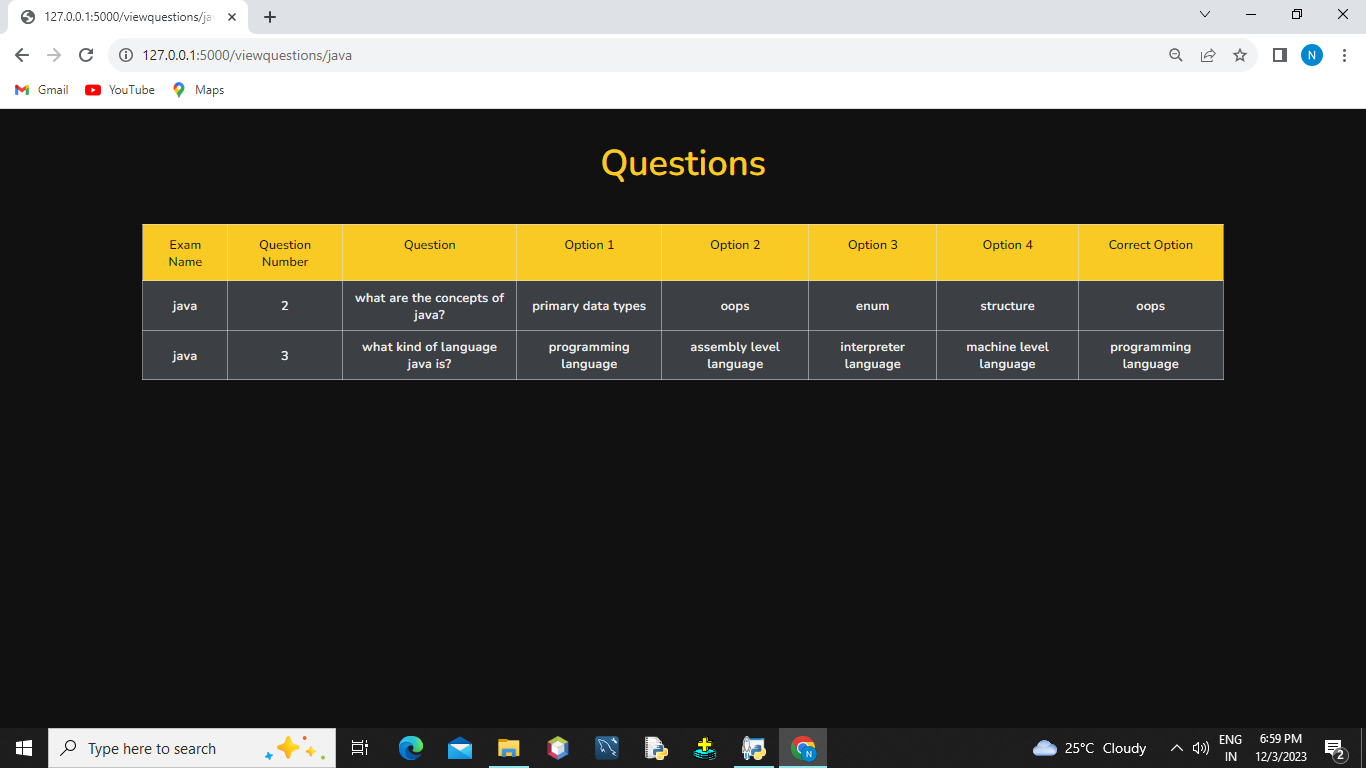 127.0.0.1:5000/viewquestions/ja
127.0.0.1:5000/viewquestions/java
N
Gmail YouTube Maps
Questions
Exam Name Question Number Question Option 1 Option 2 Option 3 Option 4 Correct Option
java 2 what are the concepts of java? primary data types oops enum structure oops
java 3 what kind of language java is? programming language assembly level language interpreter language machine level language programming language
Type here to search
N
25°C Cloudy
ENG
IN
6:59 PM
12/3/2023
2